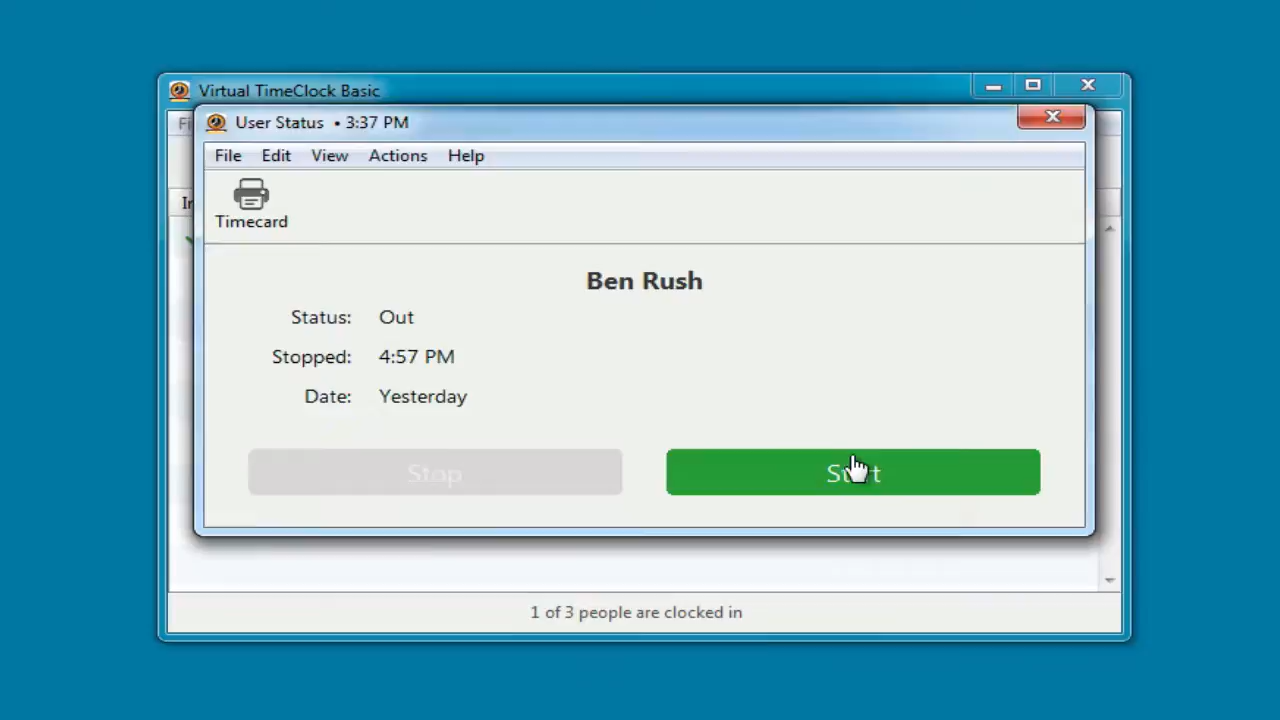 Virtual TimeClock Basic
User Status • 3:37 PM
File Edit View Actions Help
Timecard
Ben Rush
Status: Out
Stopped: 4:57 PM
Date: Yesterday
Stop
1 of 3 people are clocked in